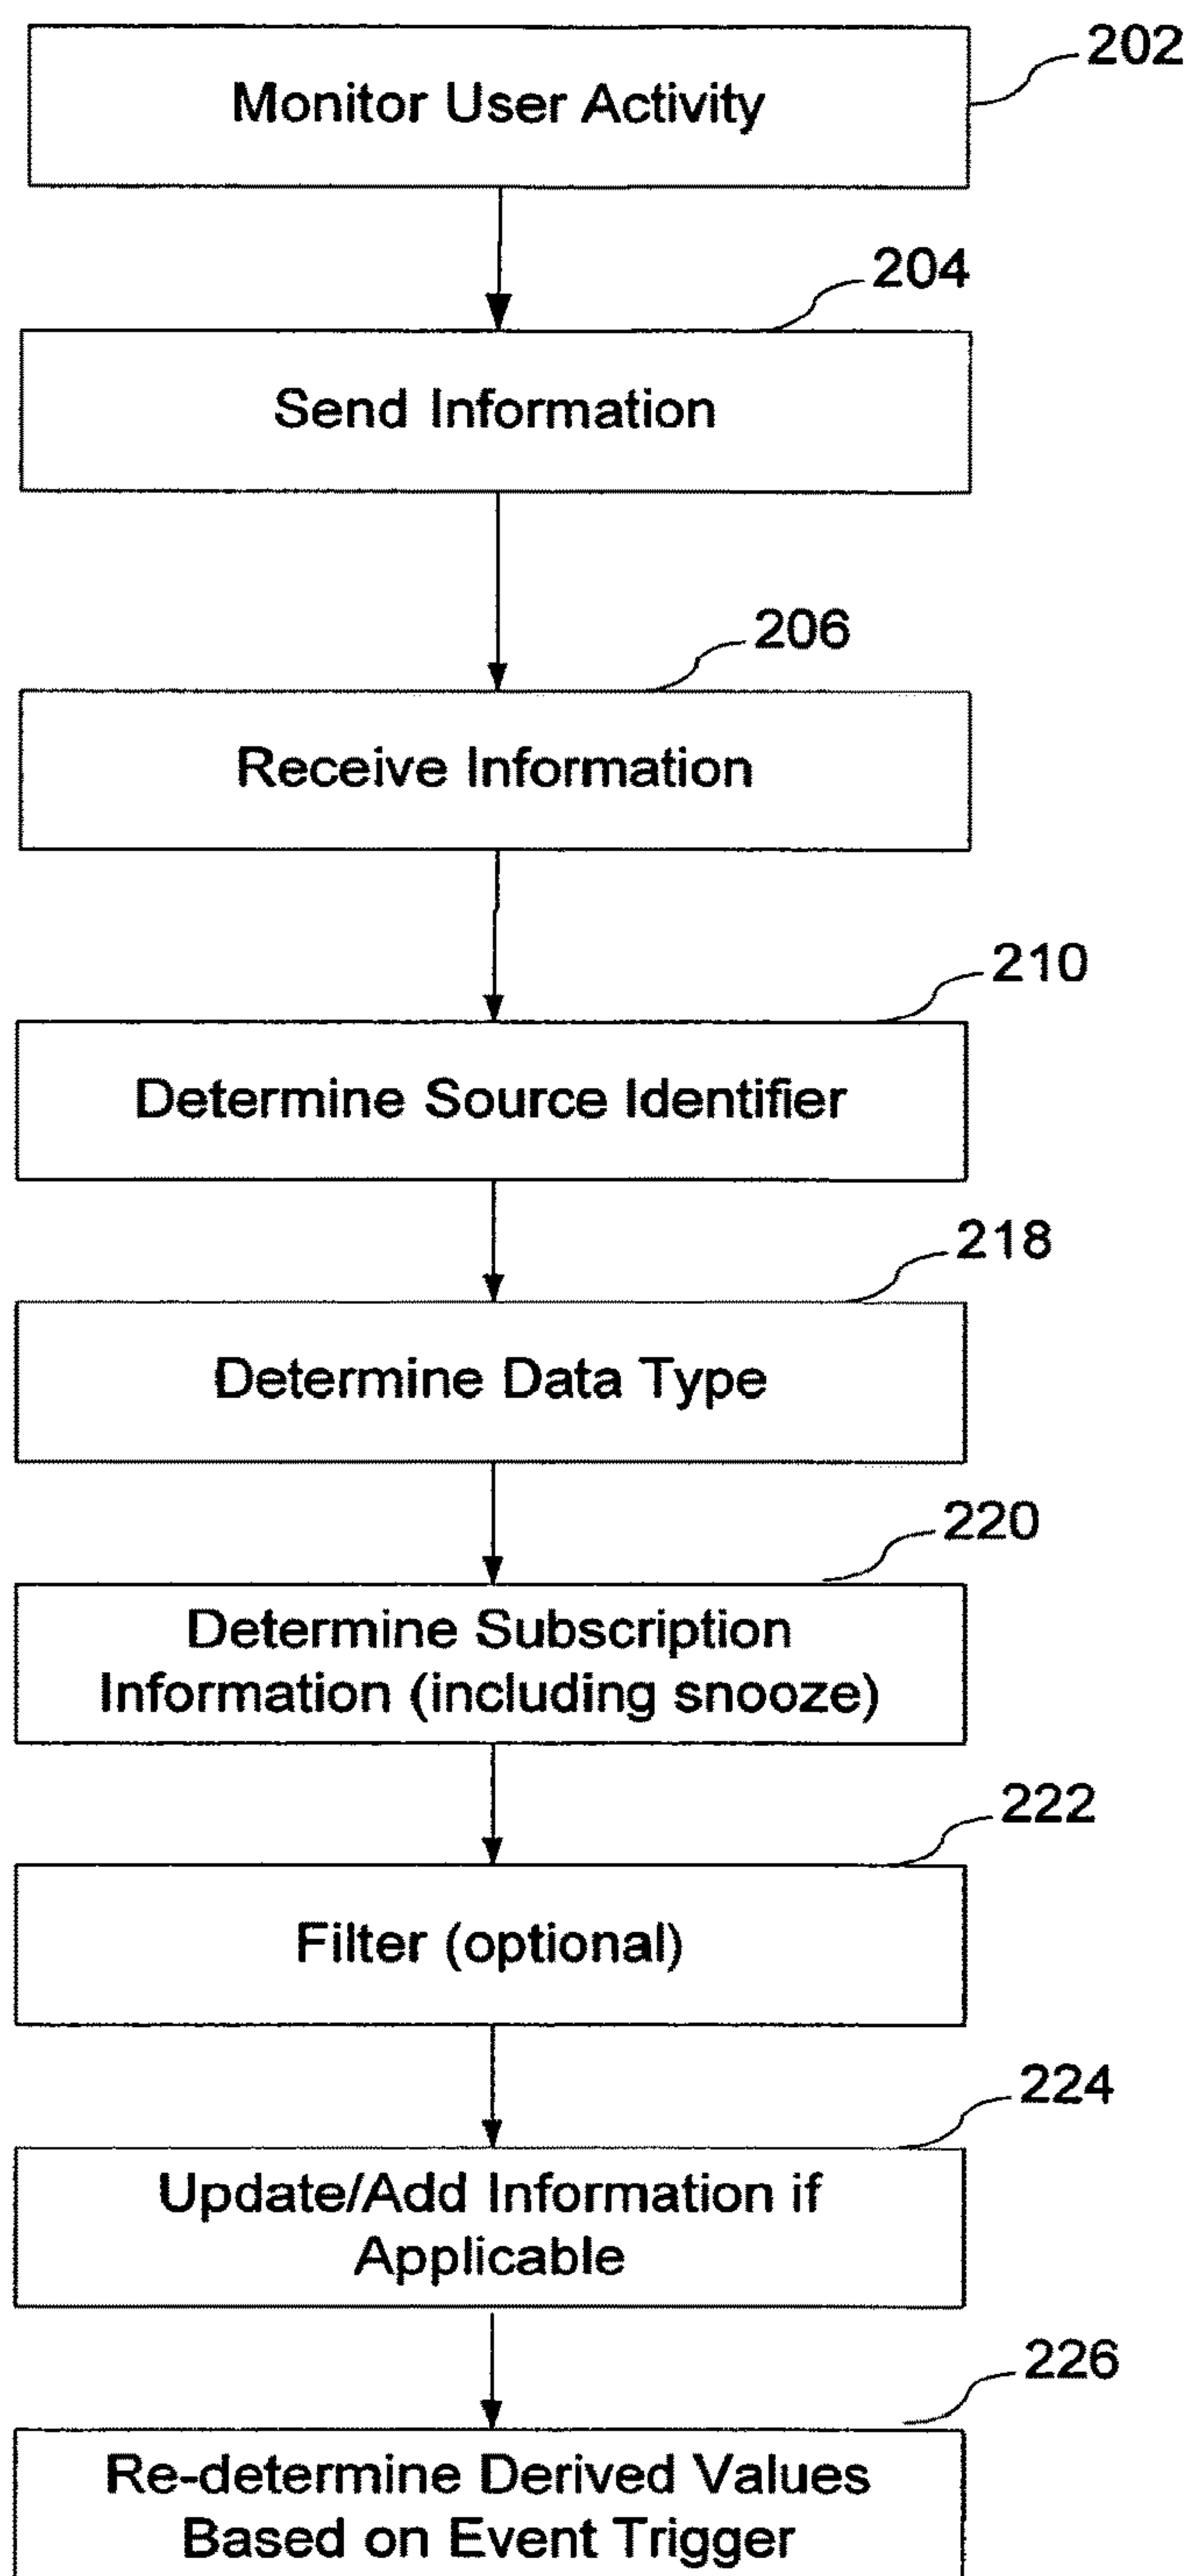 202
Monitor User Activity
204
Send Information
206
Receive Information
210
Determine Source Identifier
218
Determine Data Type
220
Determine Subscription
Information (including snooze)
222
Filter (optional)
224
Update/Add Information if
Applicable
226
Re-determine Derived Values
Based on Event Trigger